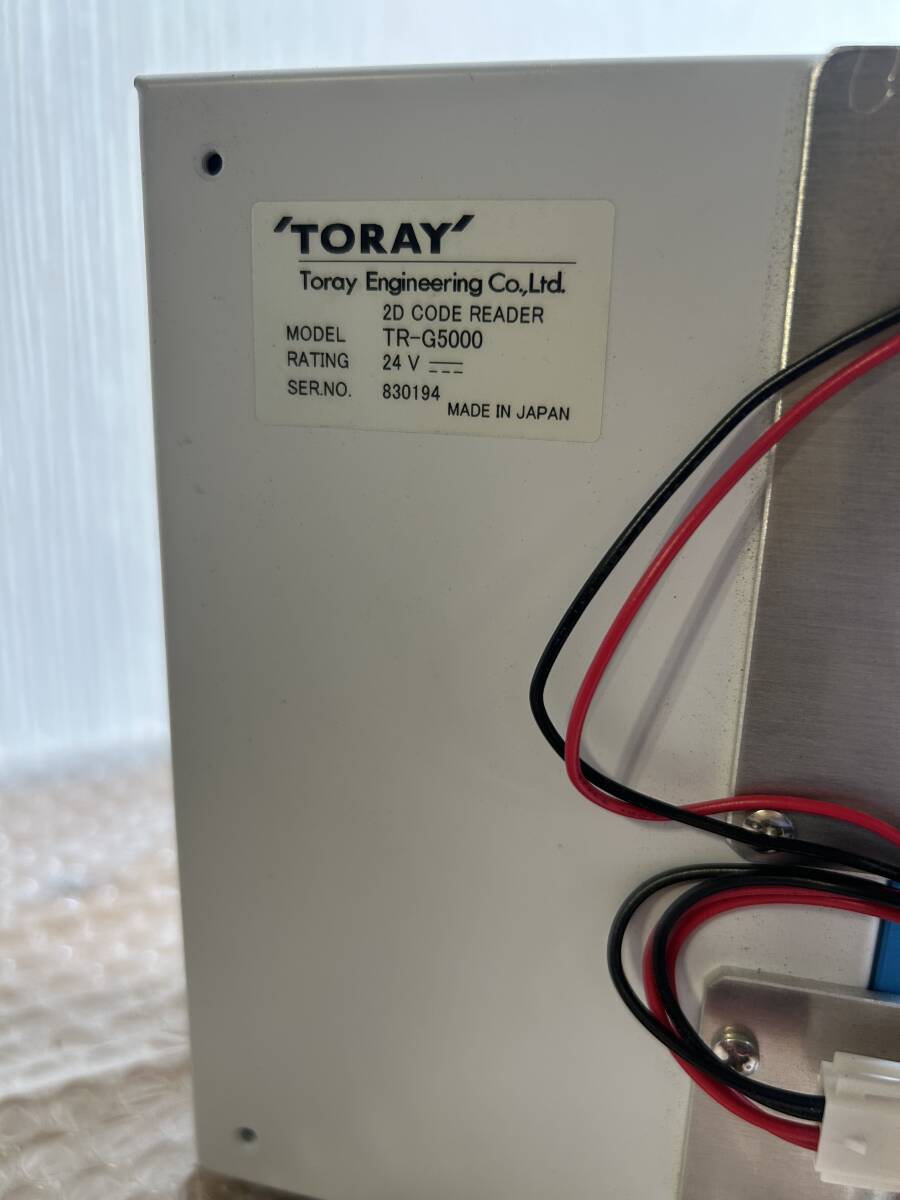 TORAY
Toray Engineering Co.,Ltd.
2D CODE READER
MODEL TR-G5000
RATING 24 V ⎓
SER.NO. 830194
MADE IN JAPAN